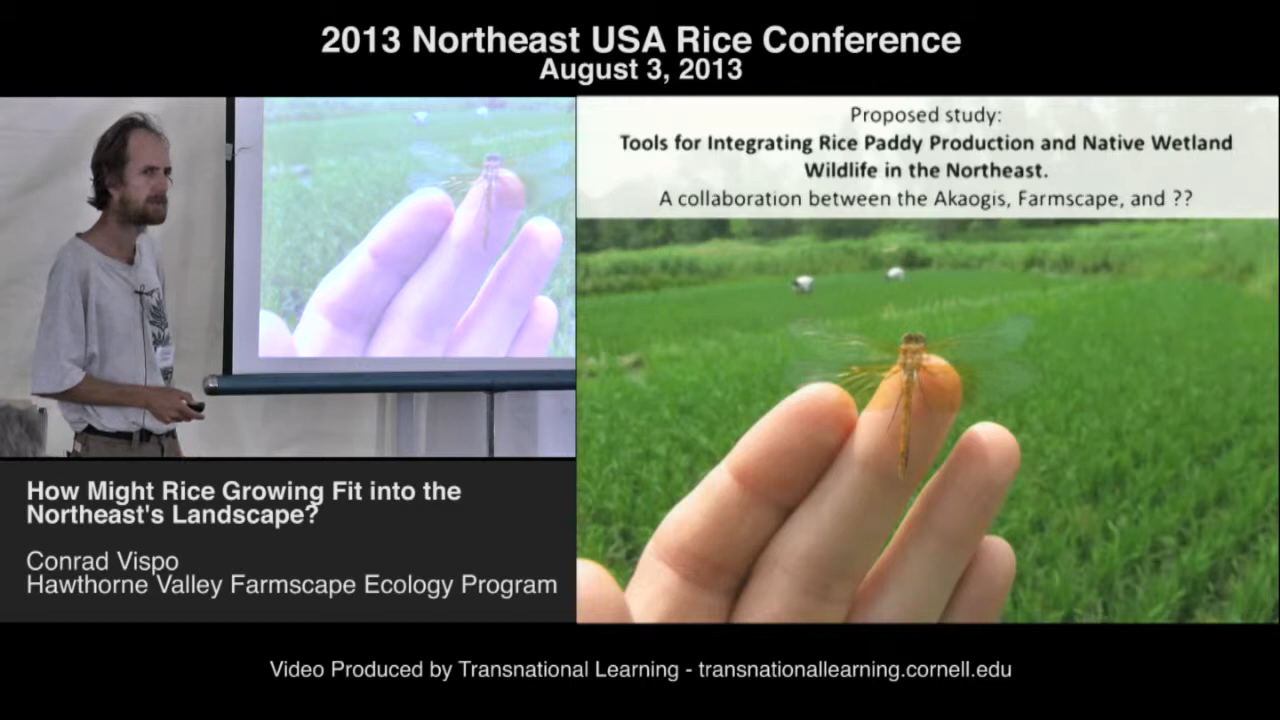 2013 Northeast USA Rice Conference
August 3, 2013
Proposed study:
Tools for Integrating Rice Paddy Production and Native Wetland
Wildlife in the Northeast.
A collaboration between the Akaogis, Farmscape, and ??
How Might Rice Growing Fit into the
Northeast's Landscape?
Conrad Vispo
Hawthorne Valley Farmscape Ecology Program
Video Produced by Transnational Learning - transnationallearning.cornell.edu